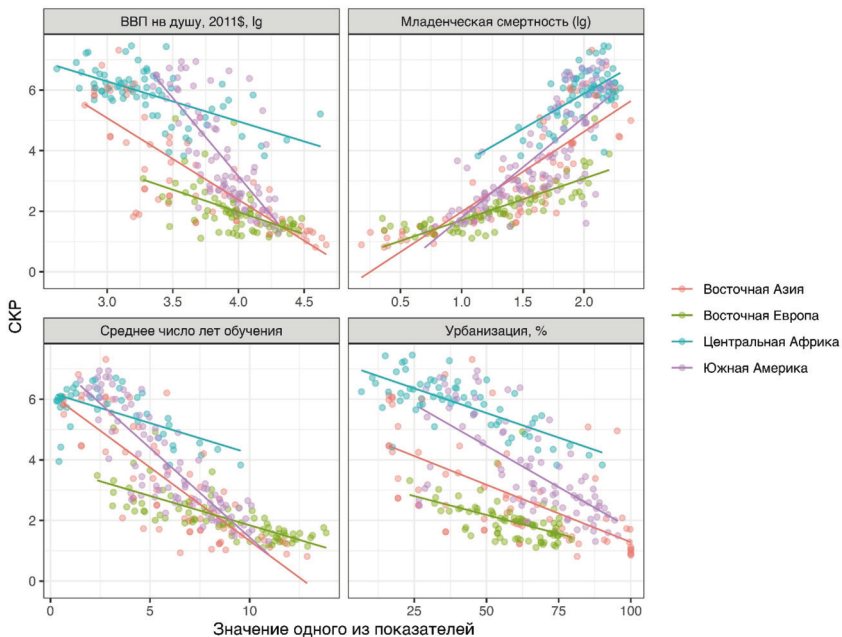 ВВП нв душу, 2011$, lg
Младенческая смертность (lg)
6
4
2
0
3.0 3.5 4.0 4.5
0.5 1.0 1.5 2.0
СКР
Среднее число лет обучения
Урбанизация, %
6
4
2
0
0 5 10
25 50 75 100
Значение одного из показателей
Восточная Азия
Восточная Европа
Центральная Африка
Южная Америка